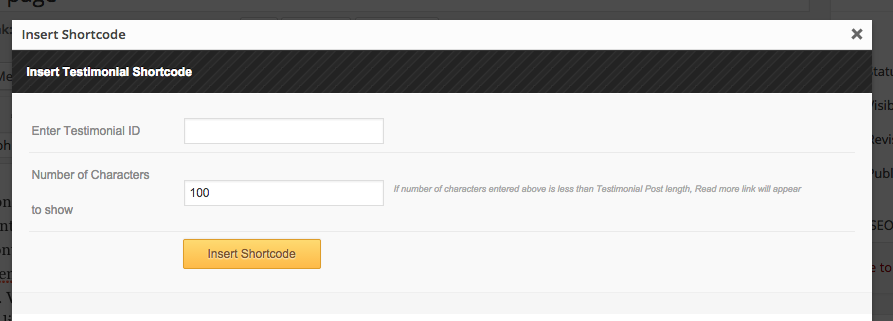 page
Insert Shortcode
Insert Testimonial Shortcode
Enter Testimonial ID
Number of Characters
to show
100
If number of characters entered above is less than Testimonial Post length, Read more link will appear
Insert Shortcode
SEO